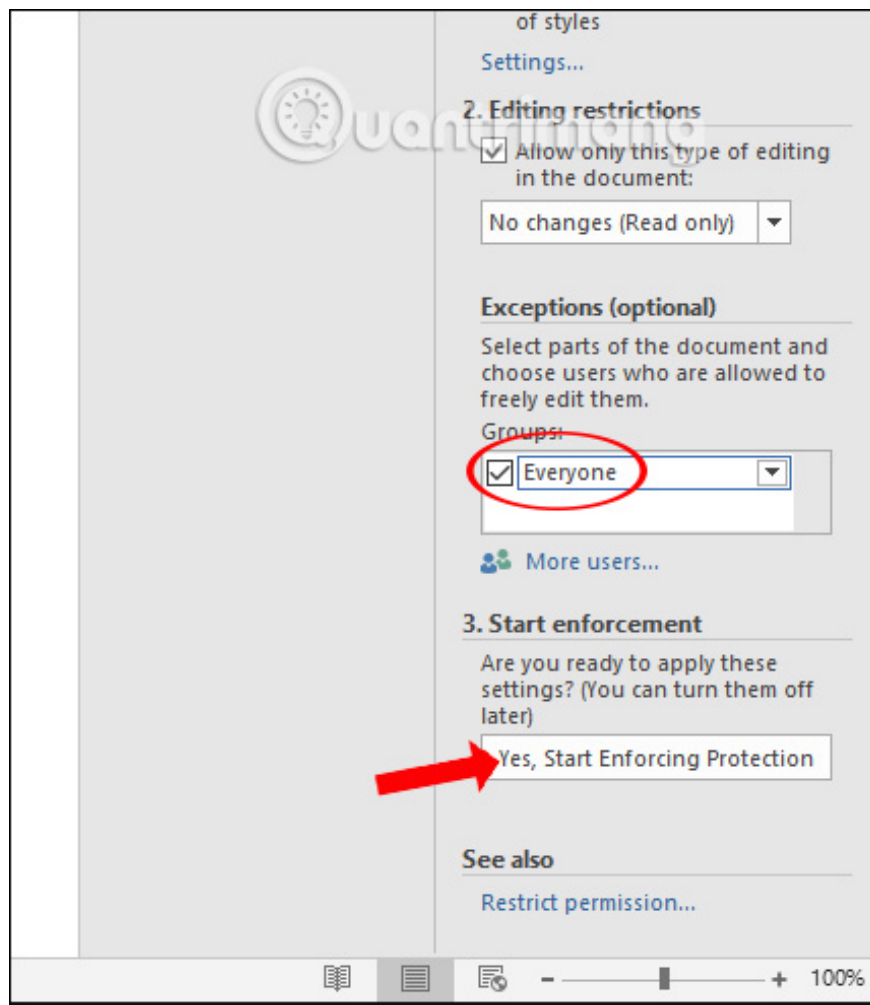 of styles
Settings...
Quantrimang
2. Editing restrictions
Allow only this type of editing
in the document:
No changes (Read only)
Exceptions (optional)
Select parts of the document and
choose users who are allowed to
freely edit them.
Groups:
Everyone
More users...
3. Start enforcement
Are you ready to apply these
settings? (You can turn them off
later)
Yes, Start Enforcing Protection
See also
Restrict permission...
100%